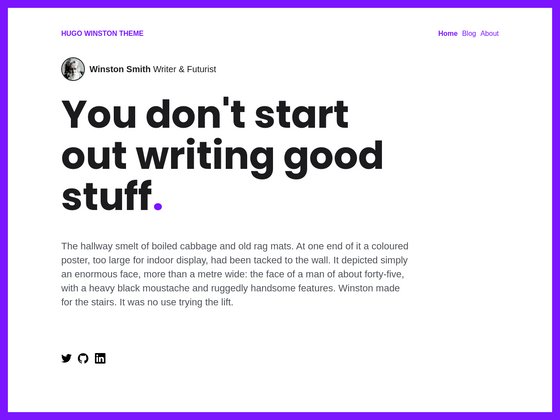 HUGO WINSTON THEME
Home Blog About
Winston Smith Writer & Futurist
You don't start
out writing good
stuff.
The hallway smelt of boiled cabbage and old rag mats. At one end of it a coloured
poster, too large for indoor display, had been tacked to the wall. It depicted simply
an enormous face, more than a metre wide: the face of a man of about forty-five,
with a heavy black moustache and ruggedly handsome features. Winston made
for the stairs. It was no use trying the lift.